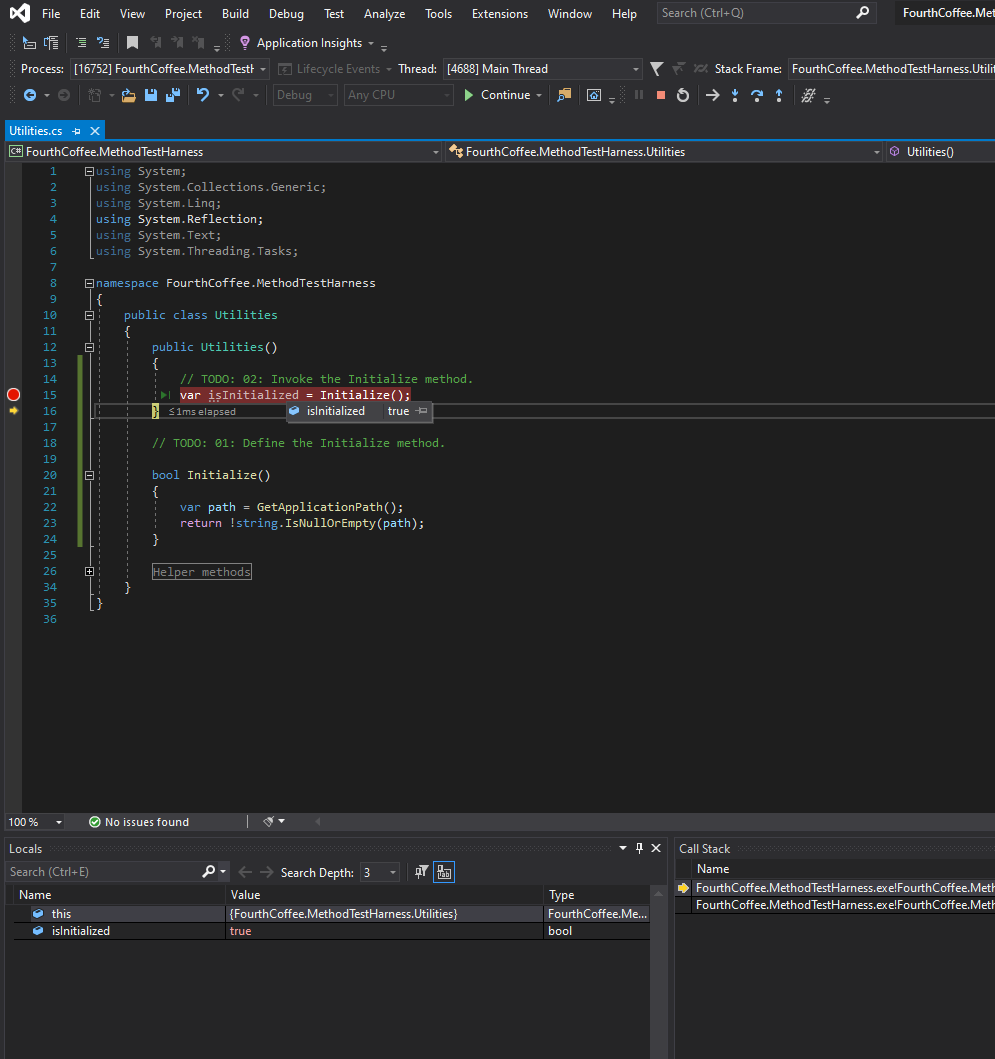 File Edit View Project Build Debug Test Analyze Tools Extensions Window Help Search (Ctrl+Q) FourthCoffee.Met
Application Insights
Process: [16752] FourthCoffee.MethodTestH Lifecycle Events Thread: [4688] Main Thread Stack Frame: FourthCoffee.MethodTestHarness.Utiliti
Debug Any CPU Continue
Utilities.cs
C# FourthCoffee.MethodTestHarness FourthCoffee.MethodTestHarness.Utilities Utilities()
1 using System;
2 using System.Collections.Generic;
3 using System.Linq;
4 using System.Reflection;
5 using System.Text;
6 using System.Threading.Tasks;
7
8 namespace FourthCoffee.MethodTestHarness
9 {
10 public class Utilities
11 {
12 public Utilities()
13 {
14 // TODO: 02: Invoke the Initialize method.
15 var isInitialized = Initialize();
16 } ≤1ms elapsed isInitialized true
17
18 // TODO: 01: Define the Initialize method.
19
20 bool Initialize()
21 {
22 var path = GetApplicationPath();
23 return !string.IsNullOrEmpty(path);
24 }
25
26 Helper methods
34 }
35 }
36
100 % No issues found
Locals
Search (Ctrl+E) Search Depth: 3
Name Value Type
this {FourthCoffee.MethodTestHarness.Utilities} FourthCoffee.Me...
isInitialized true bool
Call Stack
Name
FourthCoffee.MethodTestHarness.exe!FourthCoffee.Meth
FourthCoffee.MethodTestHarness.exe!FourthCoffee.Meth